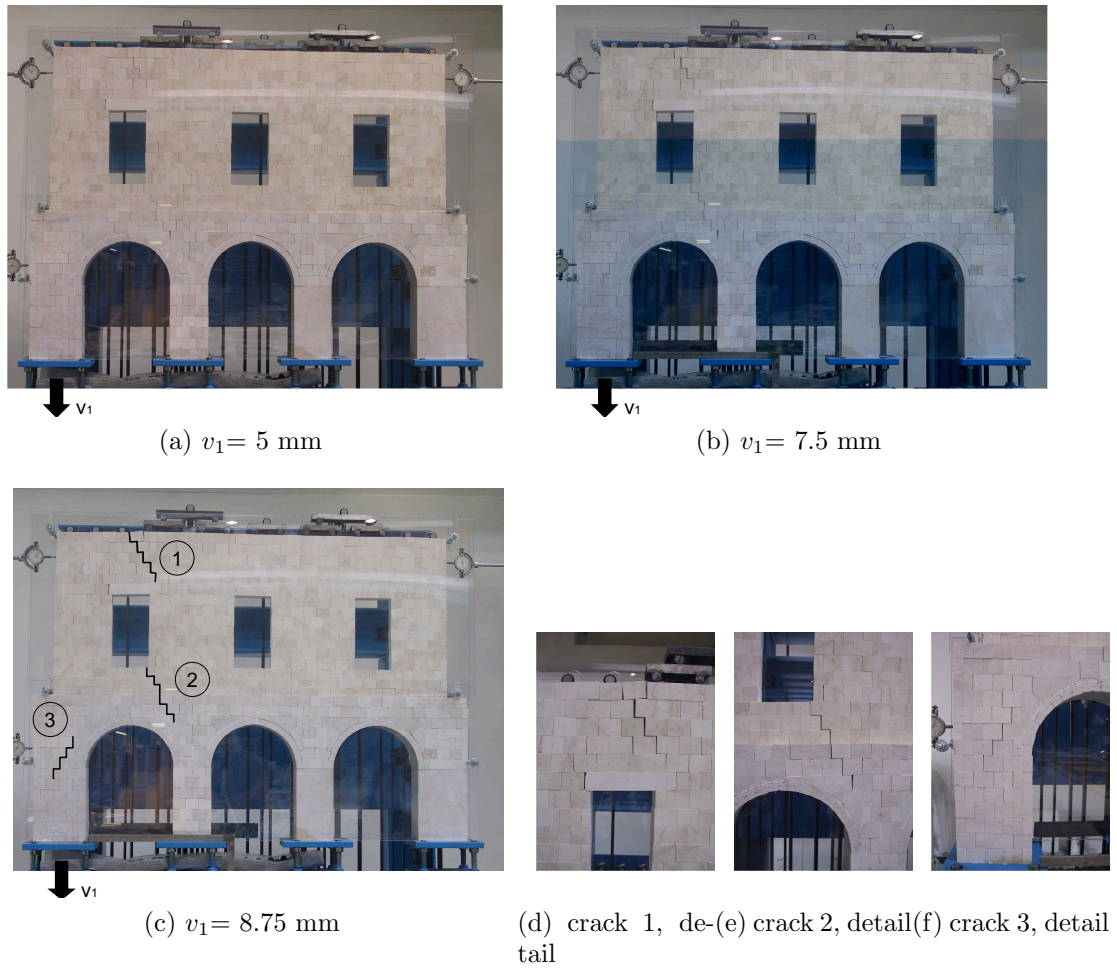 v₁
v₁
(a) v₁= 5 mm
(b) v₁= 7.5 mm
1
2
3
v₁
(c) v₁= 8.75 mm
(d) crack 1, de-
tail
(e) crack 2, detail
(f) crack 3, detail